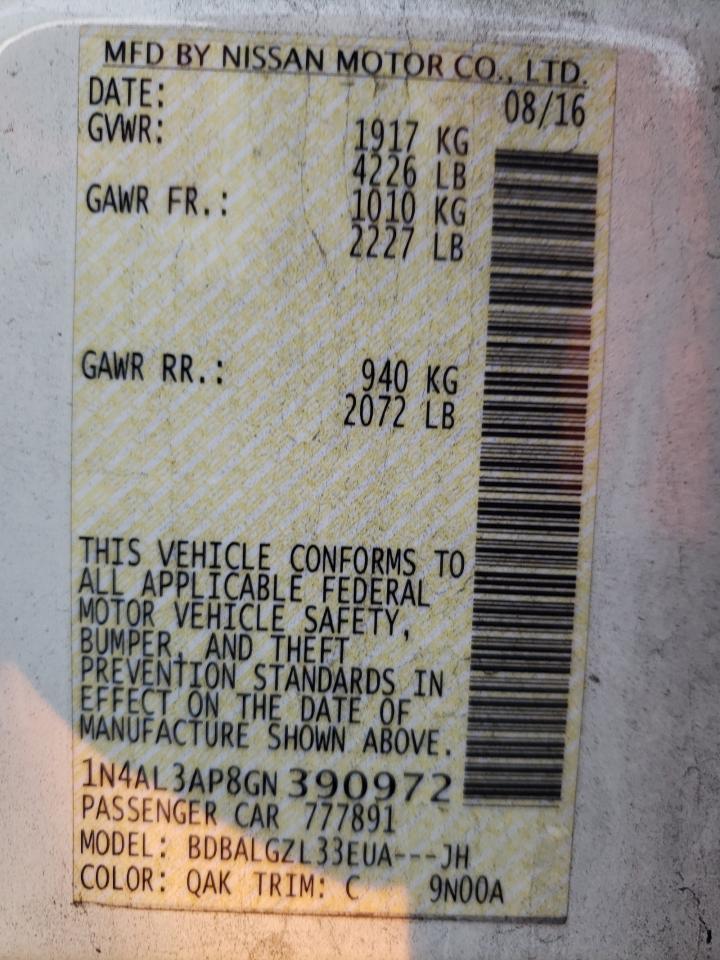 MFD BY NISSAN MOTOR CO., LTD.
DATE: 08/16
GVWR: 1917 KG
4226 LB
GAWR FR.: 1010 KG
2227 LB
GAWR RR.: 940 KG
2072 LB
THIS VEHICLE CONFORMS TO
ALL APPLICABLE FEDERAL
MOTOR VEHICLE SAFETY,
BUMPER, AND THEFT
PREVENTION STANDARDS IN
EFFECT ON THE DATE OF
MANUFACTURE SHOWN ABOVE.
1N4AL3AP8GN 390972
PASSENGER CAR 777891
MODEL: BDBALGZL33EUA---JH
COLOR: QAK TRIM: C 9N00A